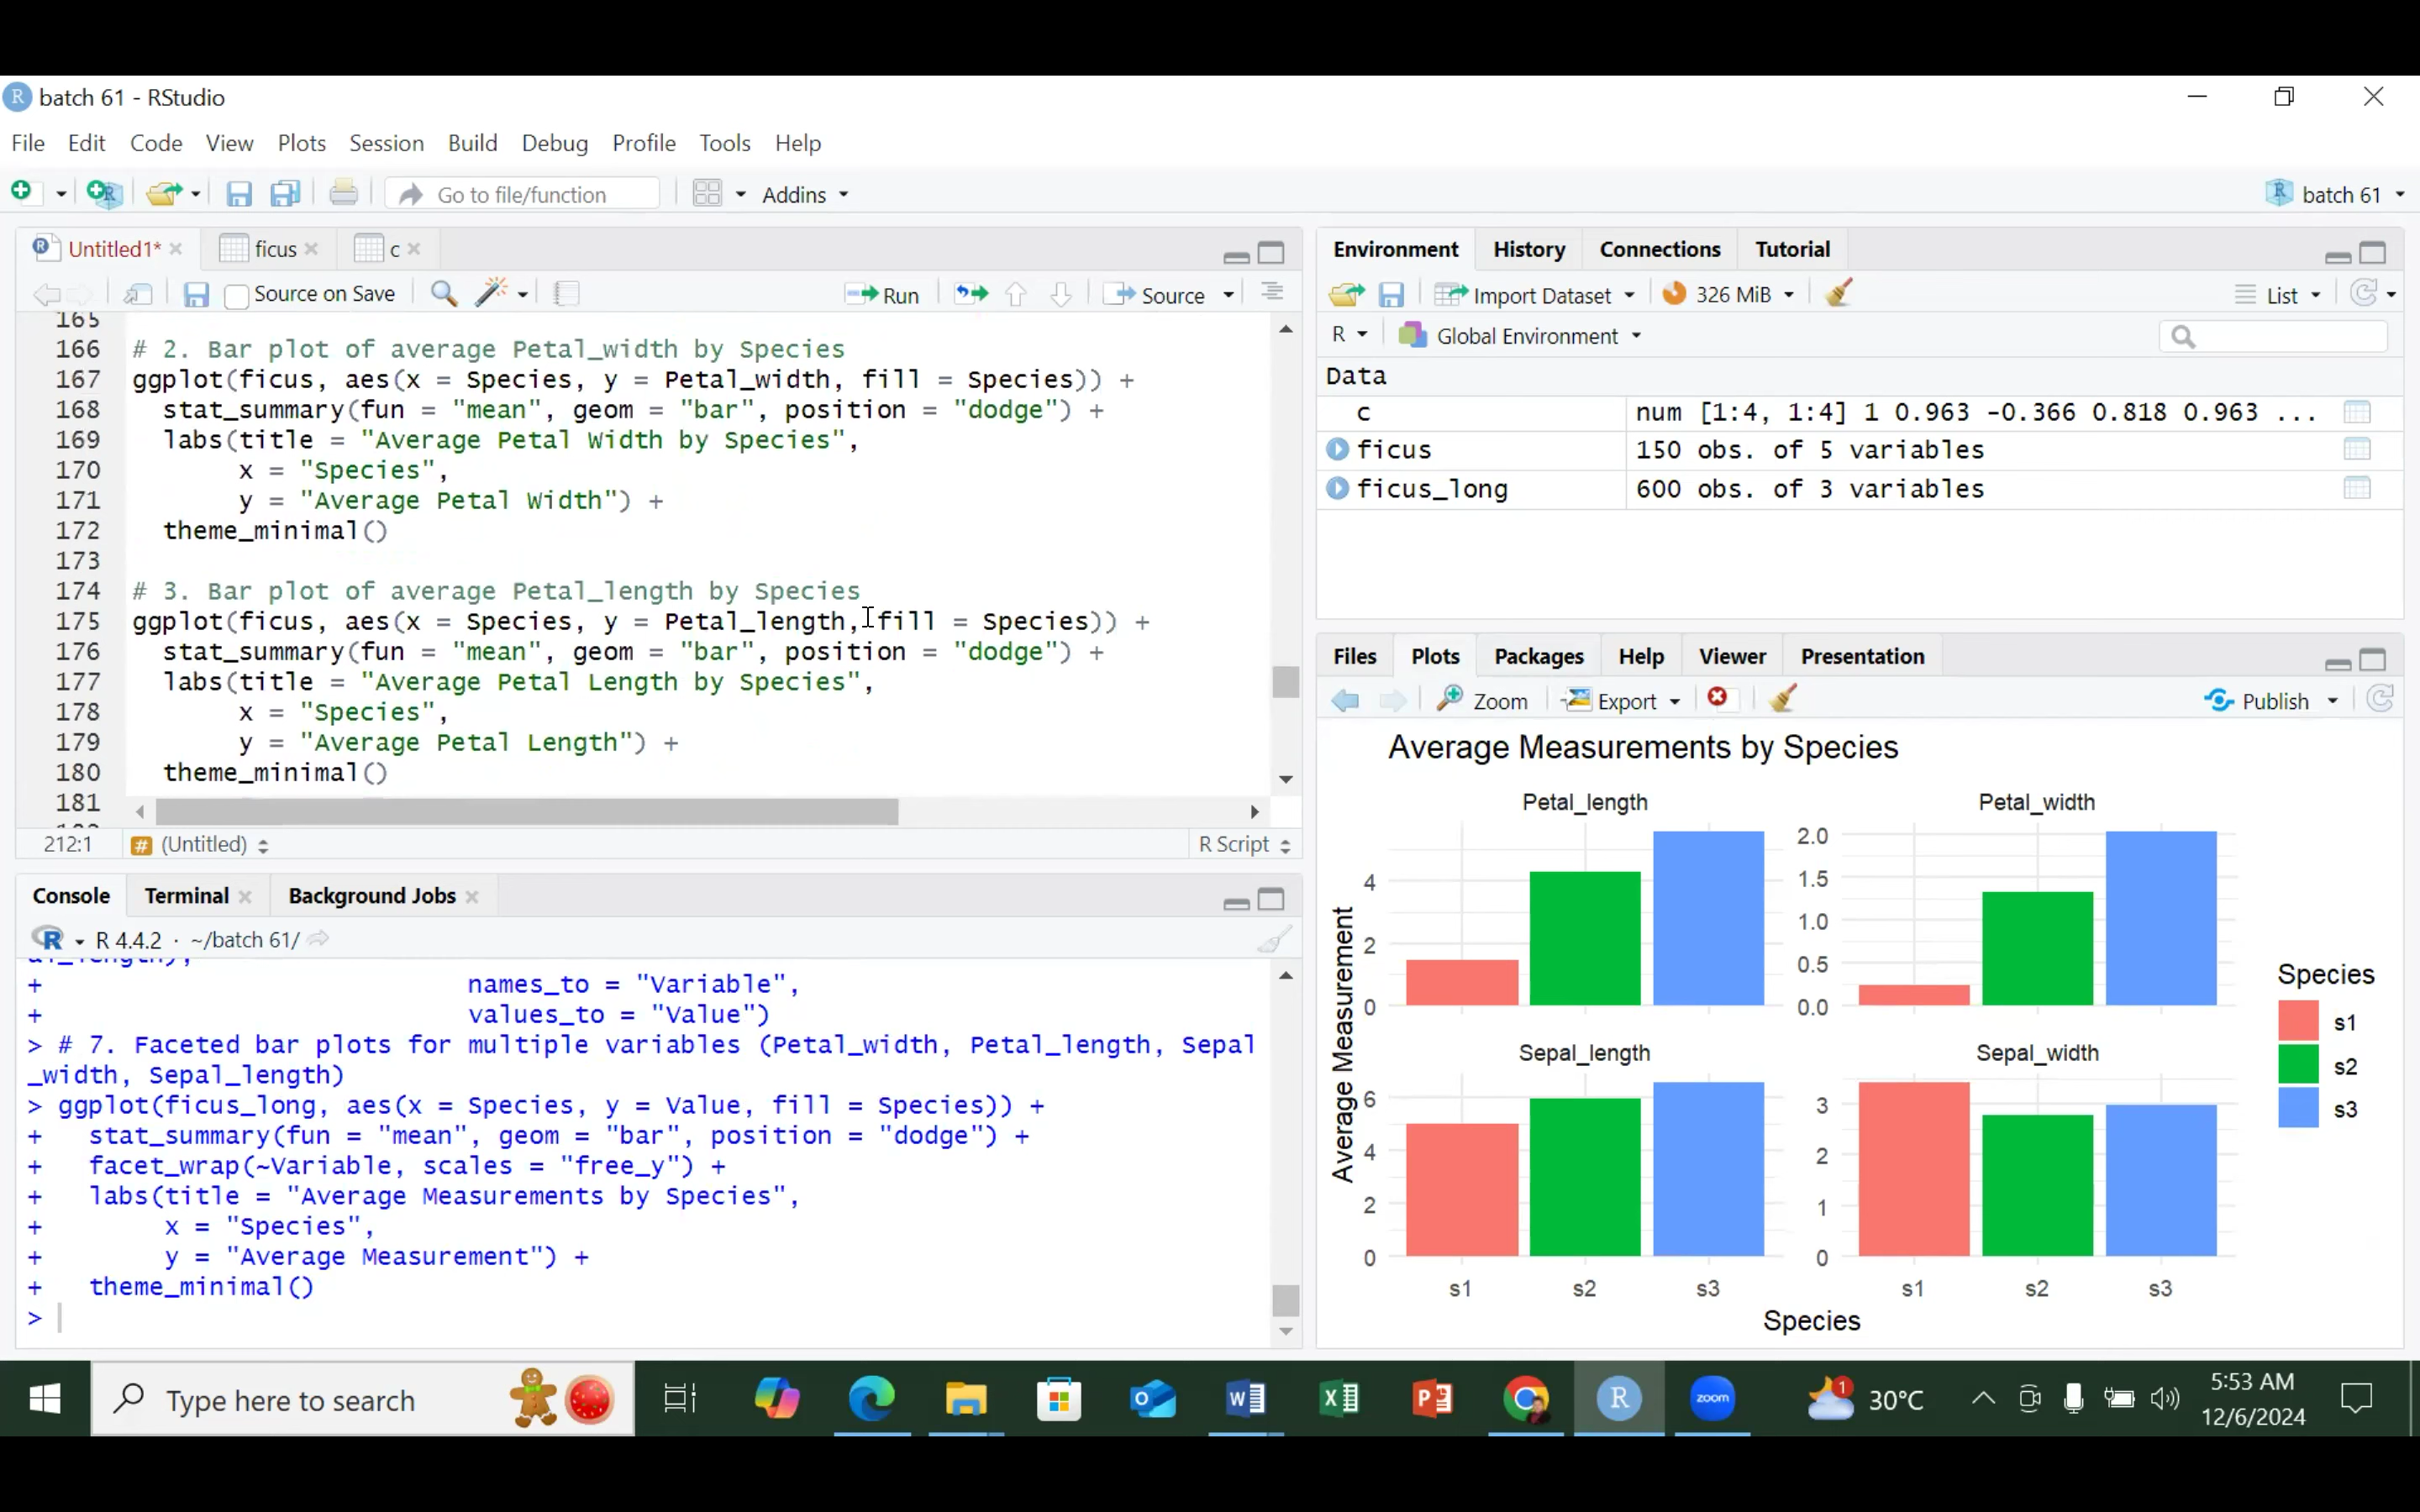 batch 61 - RStudio
File Edit Code View Plots Session Build Debug Profile Tools Help
Go to file/function Addins batch 61
Untitled1* ficus c
Source on Save Run Source
165
166 # 2. Bar plot of average Petal_width by Species
167 ggplot(ficus, aes(x = Species, y = Petal_width, fill = Species)) +
168 stat_summary(fun = "mean", geom = "bar", position = "dodge") +
169 labs(title = "Average Petal Width by Species",
170 x = "Species",
171 y = "Average Petal Width") +
172 theme_minimal()
173
174 # 3. Bar plot of average Petal_length by Species
175 ggplot(ficus, aes(x = Species, y = Petal_length, fill = Species)) +
176 stat_summary(fun = "mean", geom = "bar", position = "dodge") +
177 labs(title = "Average Petal Length by Species",
178 x = "Species",
179 y = "Average Petal Length") +
180 theme_minimal()
181
212:1 # (Untitled) R Script
Console Terminal Background Jobs
R 4.4.2 · ~/batch 61/
+ names_to = "Variable",
+ values_to = "Value")
> # 7. Faceted bar plots for multiple variables (Petal_width, Petal_length, Sepal
_width, Sepal_length)
> ggplot(ficus_long, aes(x = Species, y = Value, fill = Species)) +
+ stat_summary(fun = "mean", geom = "bar", position = "dodge") +
+ facet_wrap(~Variable, scales = "free_y") +
+ labs(title = "Average Measurements by Species",
+ x = "Species",
+ y = "Average Measurement") +
+ theme_minimal()
>
Environment History Connections Tutorial
Import Dataset 326 MiB List
R Global Environment
Data
c num [1:4, 1:4] 1 0.963 -0.366 0.818 0.963 ...
ficus 150 obs. of 5 variables
ficus_long 600 obs. of 3 variables
Files Plots Packages Help Viewer Presentation
Zoom Export Publish
Average Measurements by Species
Petal_length Petal_width
4
2
0
2.0
1.5
1.0
0.5
0.0
Sepal_length Sepal_width
6
4
2
0
3
2
1
0
s1 s2 s3 s1 s2 s3
Species
Average Measurement
Species
s1
s2
s3
Type here to search
zoom
1
30°C
5:53 AM
12/6/2024